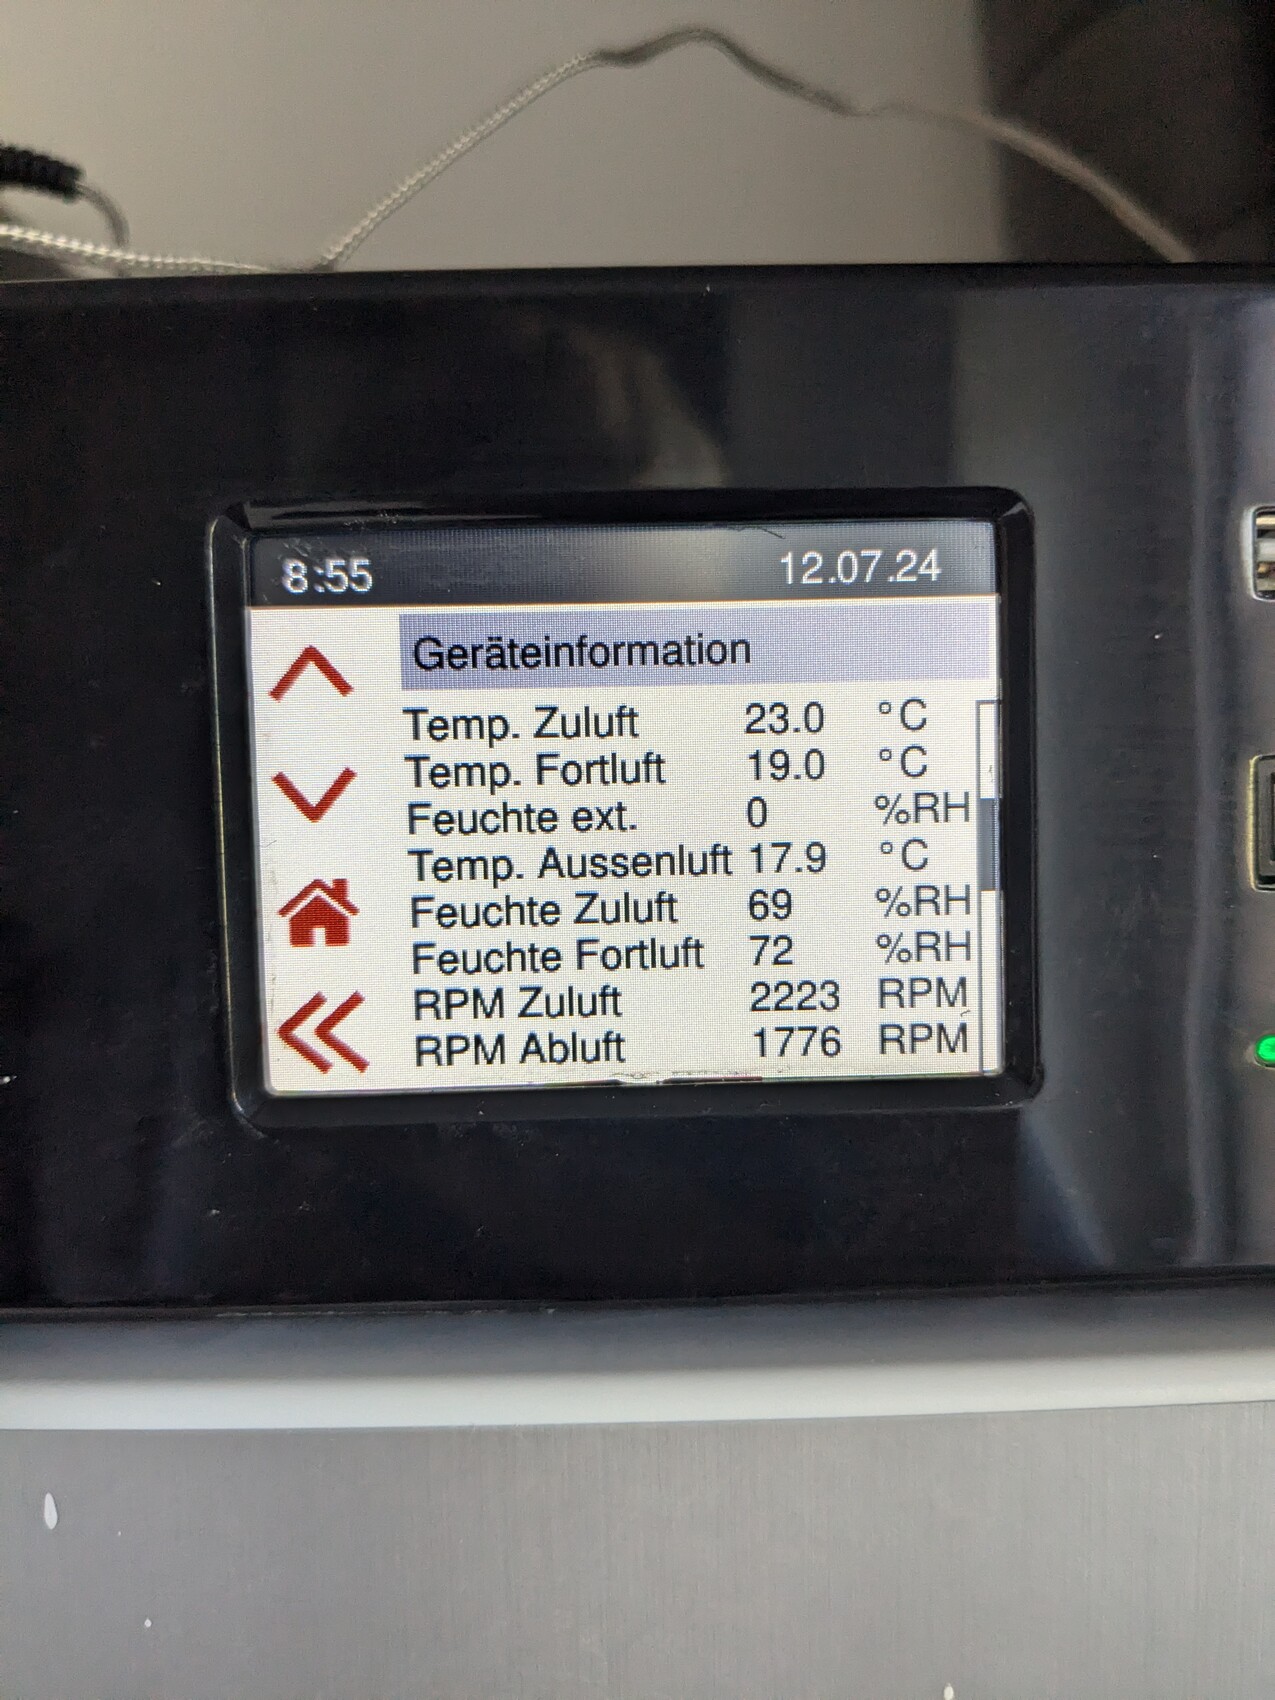 8:55 12.07.24
Geräteinformation
Temp. Zuluft 23.0 °C
Temp. Fortluft 19.0 °C
Feuchte ext. 0 %RH
Temp. Aussenluft 17.9 °C
Feuchte Zuluft 69 %RH
Feuchte Fortluft 72 %RH
RPM Zuluft 2223 RPM
RPM Abluft 1776 RPM